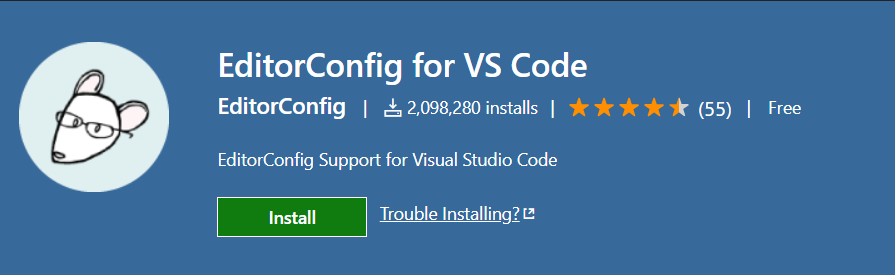 EditorConfig for VS Code
EditorConfig | 2,098,280 installs | (55) | Free
EditorConfig Support for Visual Studio Code
Install Trouble Installing?